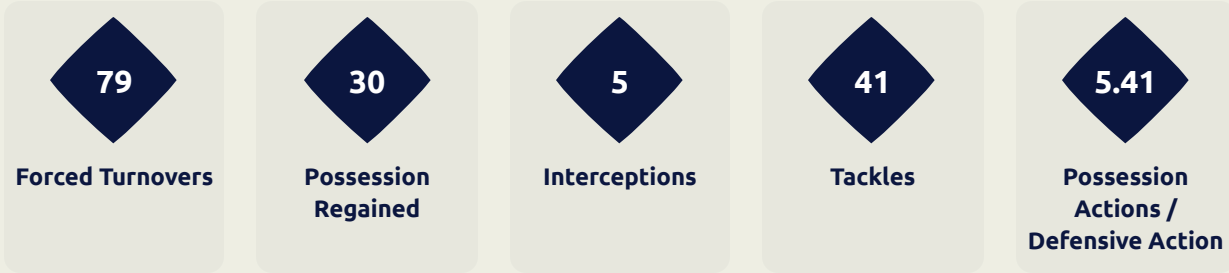 79
Forced Turnovers
30
Possession
Regained
5
Interceptions
41
Tackles
5.41
Possession
Actions /
Defensive Action